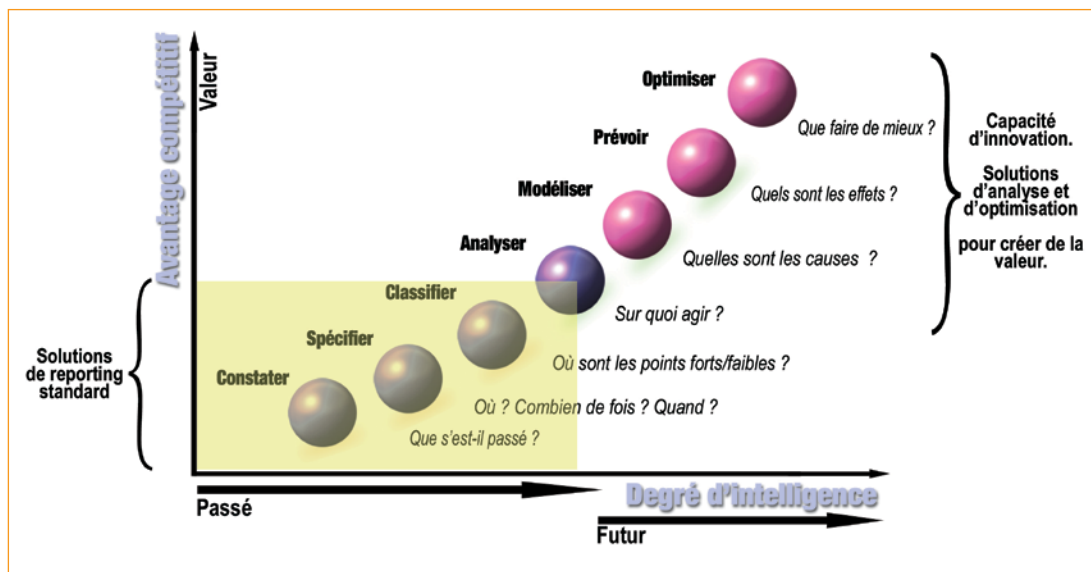 Avantage compétitif
Valeur
Optimiser
Que faire de mieux ?
Prévoir
Quels sont les effets ?
Modéliser
Quelles sont les causes ?
Analyser
Sur quoi agir ?
Classifier
Où sont les points forts/faibles ?
Spécifier
Où ? Combien de fois ? Quand ?
Constater
Que s'est-il passé ?
Solutions
de reporting
standard
Capacité
d'innovation.
Solutions
d'analyse et
d'optimisation
pour créer de la
valeur.
Degré d'intelligence
Passé
Futur